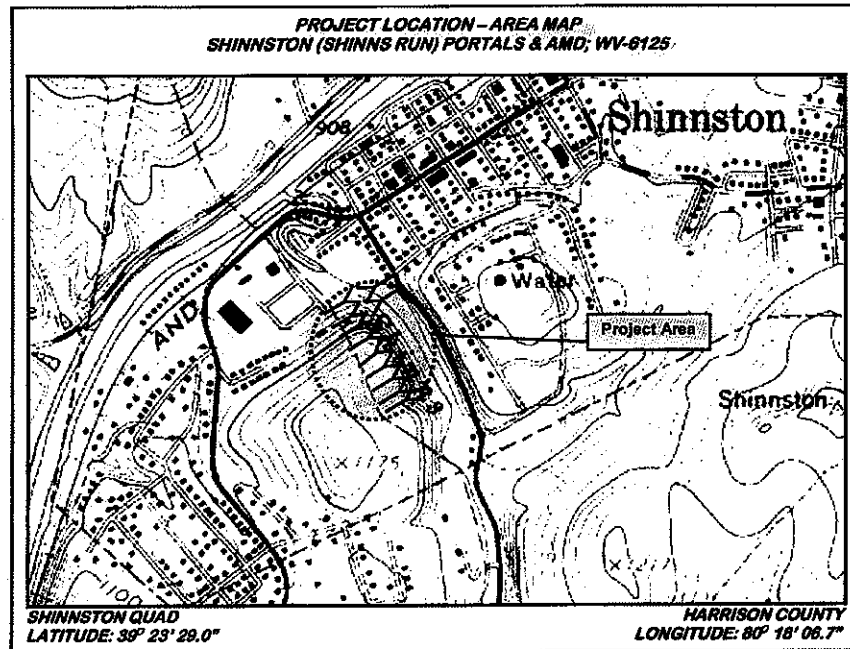 PROJECT LOCATION – AREA MAP
SHINNSTON (SHINNS RUN) PORTALS & AMD; WV-6125
908
Shinnston
Water
AND
Project Area
Shinnston
×1175
1100
SHINNSTON QUAD
HARRISON COUNTY
LATITUDE: 39° 23' 29.0"
LONGITUDE: 80° 18' 06.7"